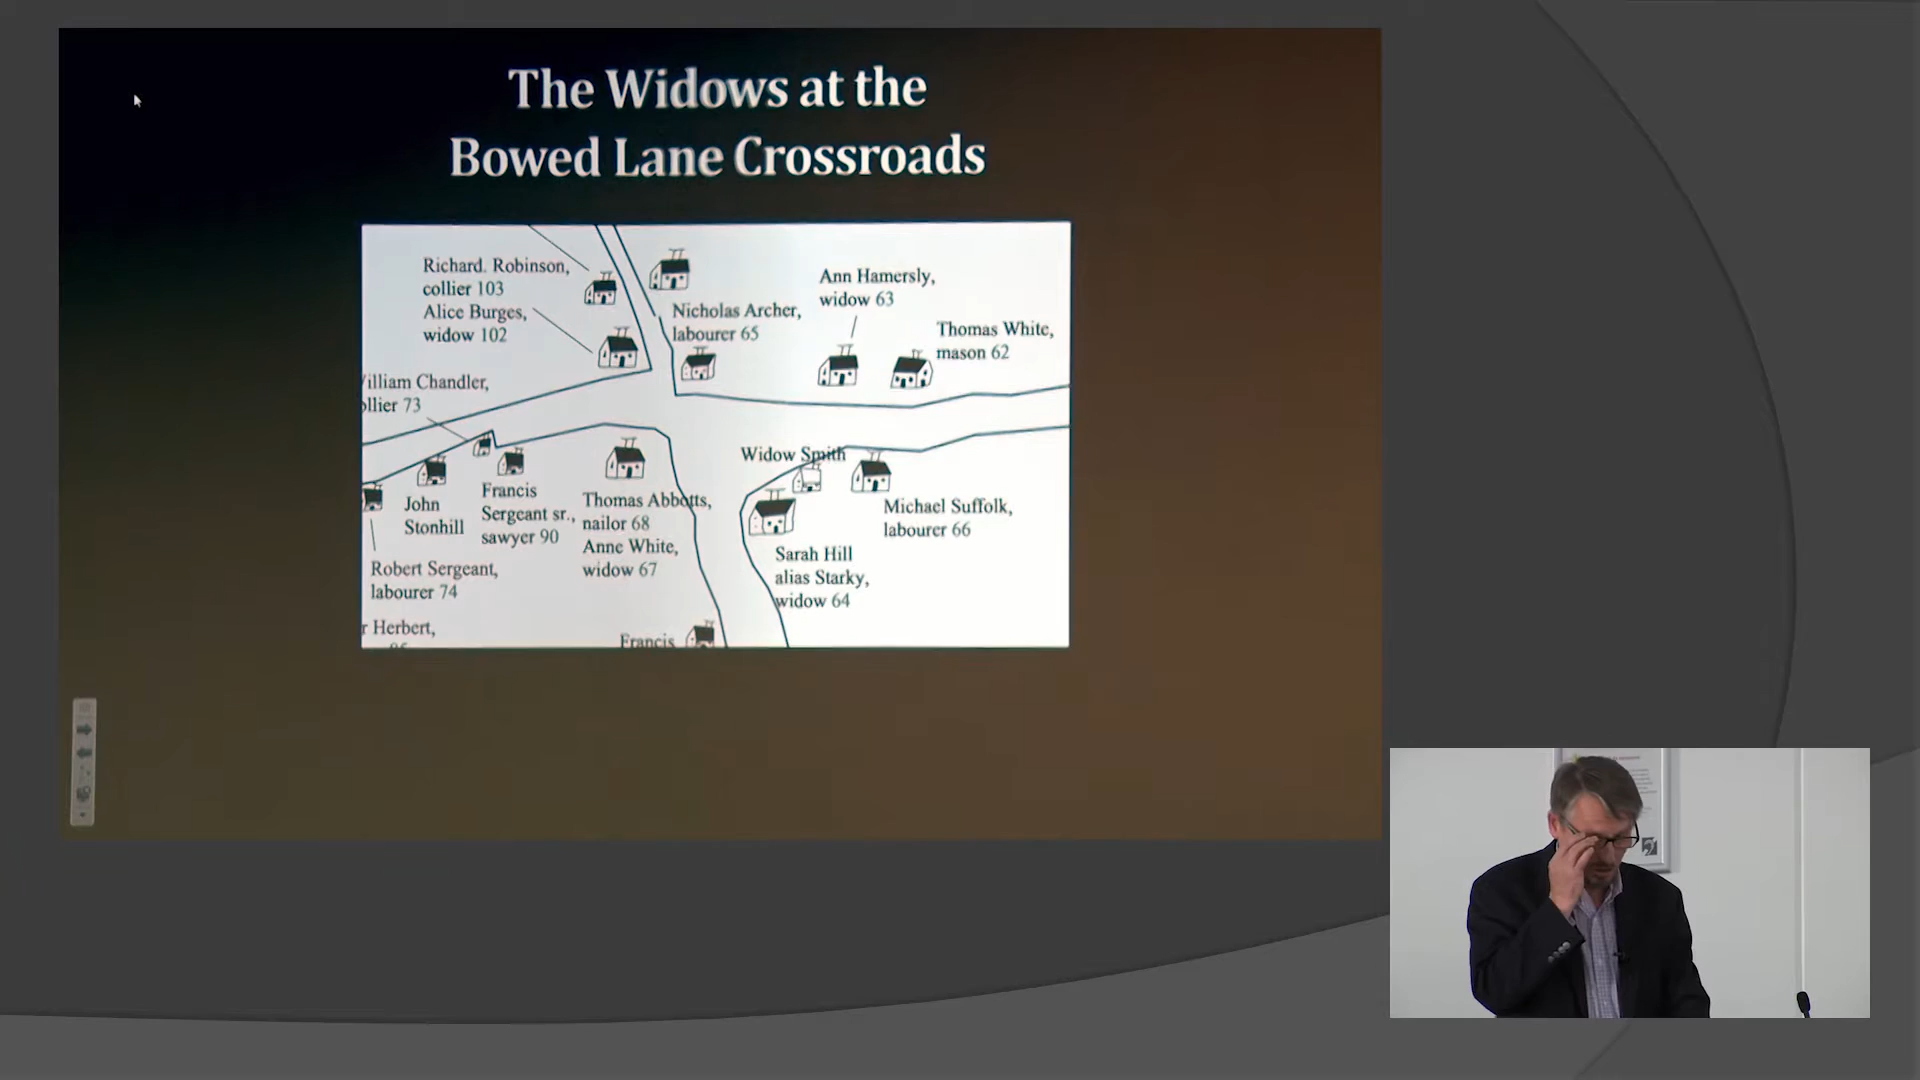 The Widows at the
Bowed Lane Crossroads
Richard. Robinson,
collier 103
Alice Burges,
widow 102
Nicholas Archer,
labourer 65
Ann Hamersly,
widow 63
Thomas White,
mason 62
illiam Chandler,
ollier 73
Widow Smith
John
Stonhill
Francis
Sergeant sr.,
sawyer 90
Thomas Abbotts,
nailor 68
Anne White,
widow 67
Michael Suffolk,
labourer 66
Sarah Hill
alias Starky,
widow 64
Robert Sergeant,
labourer 74
r Herbert,
Francis